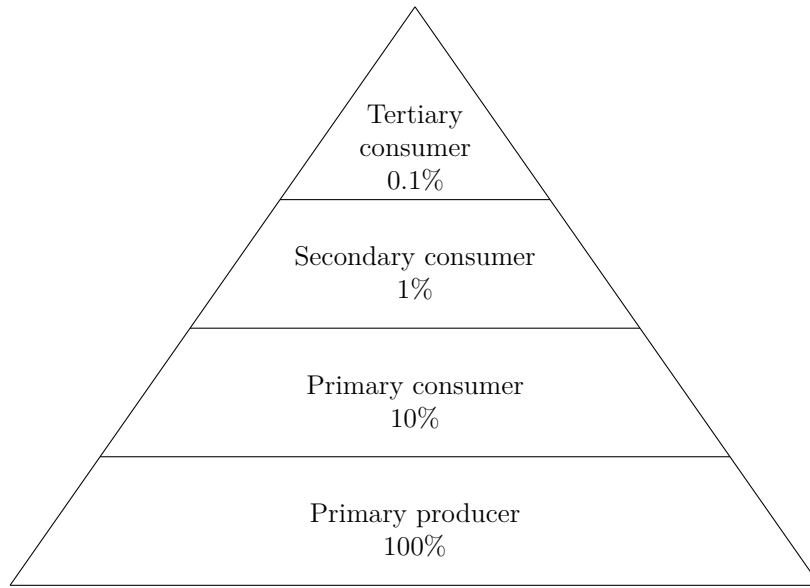 Tertiary
consumer
0.1%
Secondary consumer
1%
Primary consumer
10%
Primary producer
100%